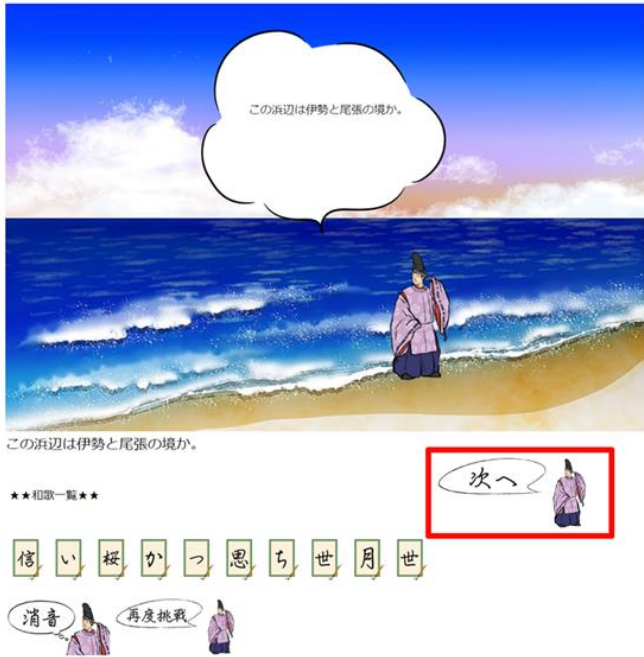 この浜辺は伊勢と尾張の境か。
この浜辺は伊勢と尾張の境か。
次へ
★★和歌一覧★★
信 い 桜 か つ 思 ち 世 月 世
消音 再度挑戦